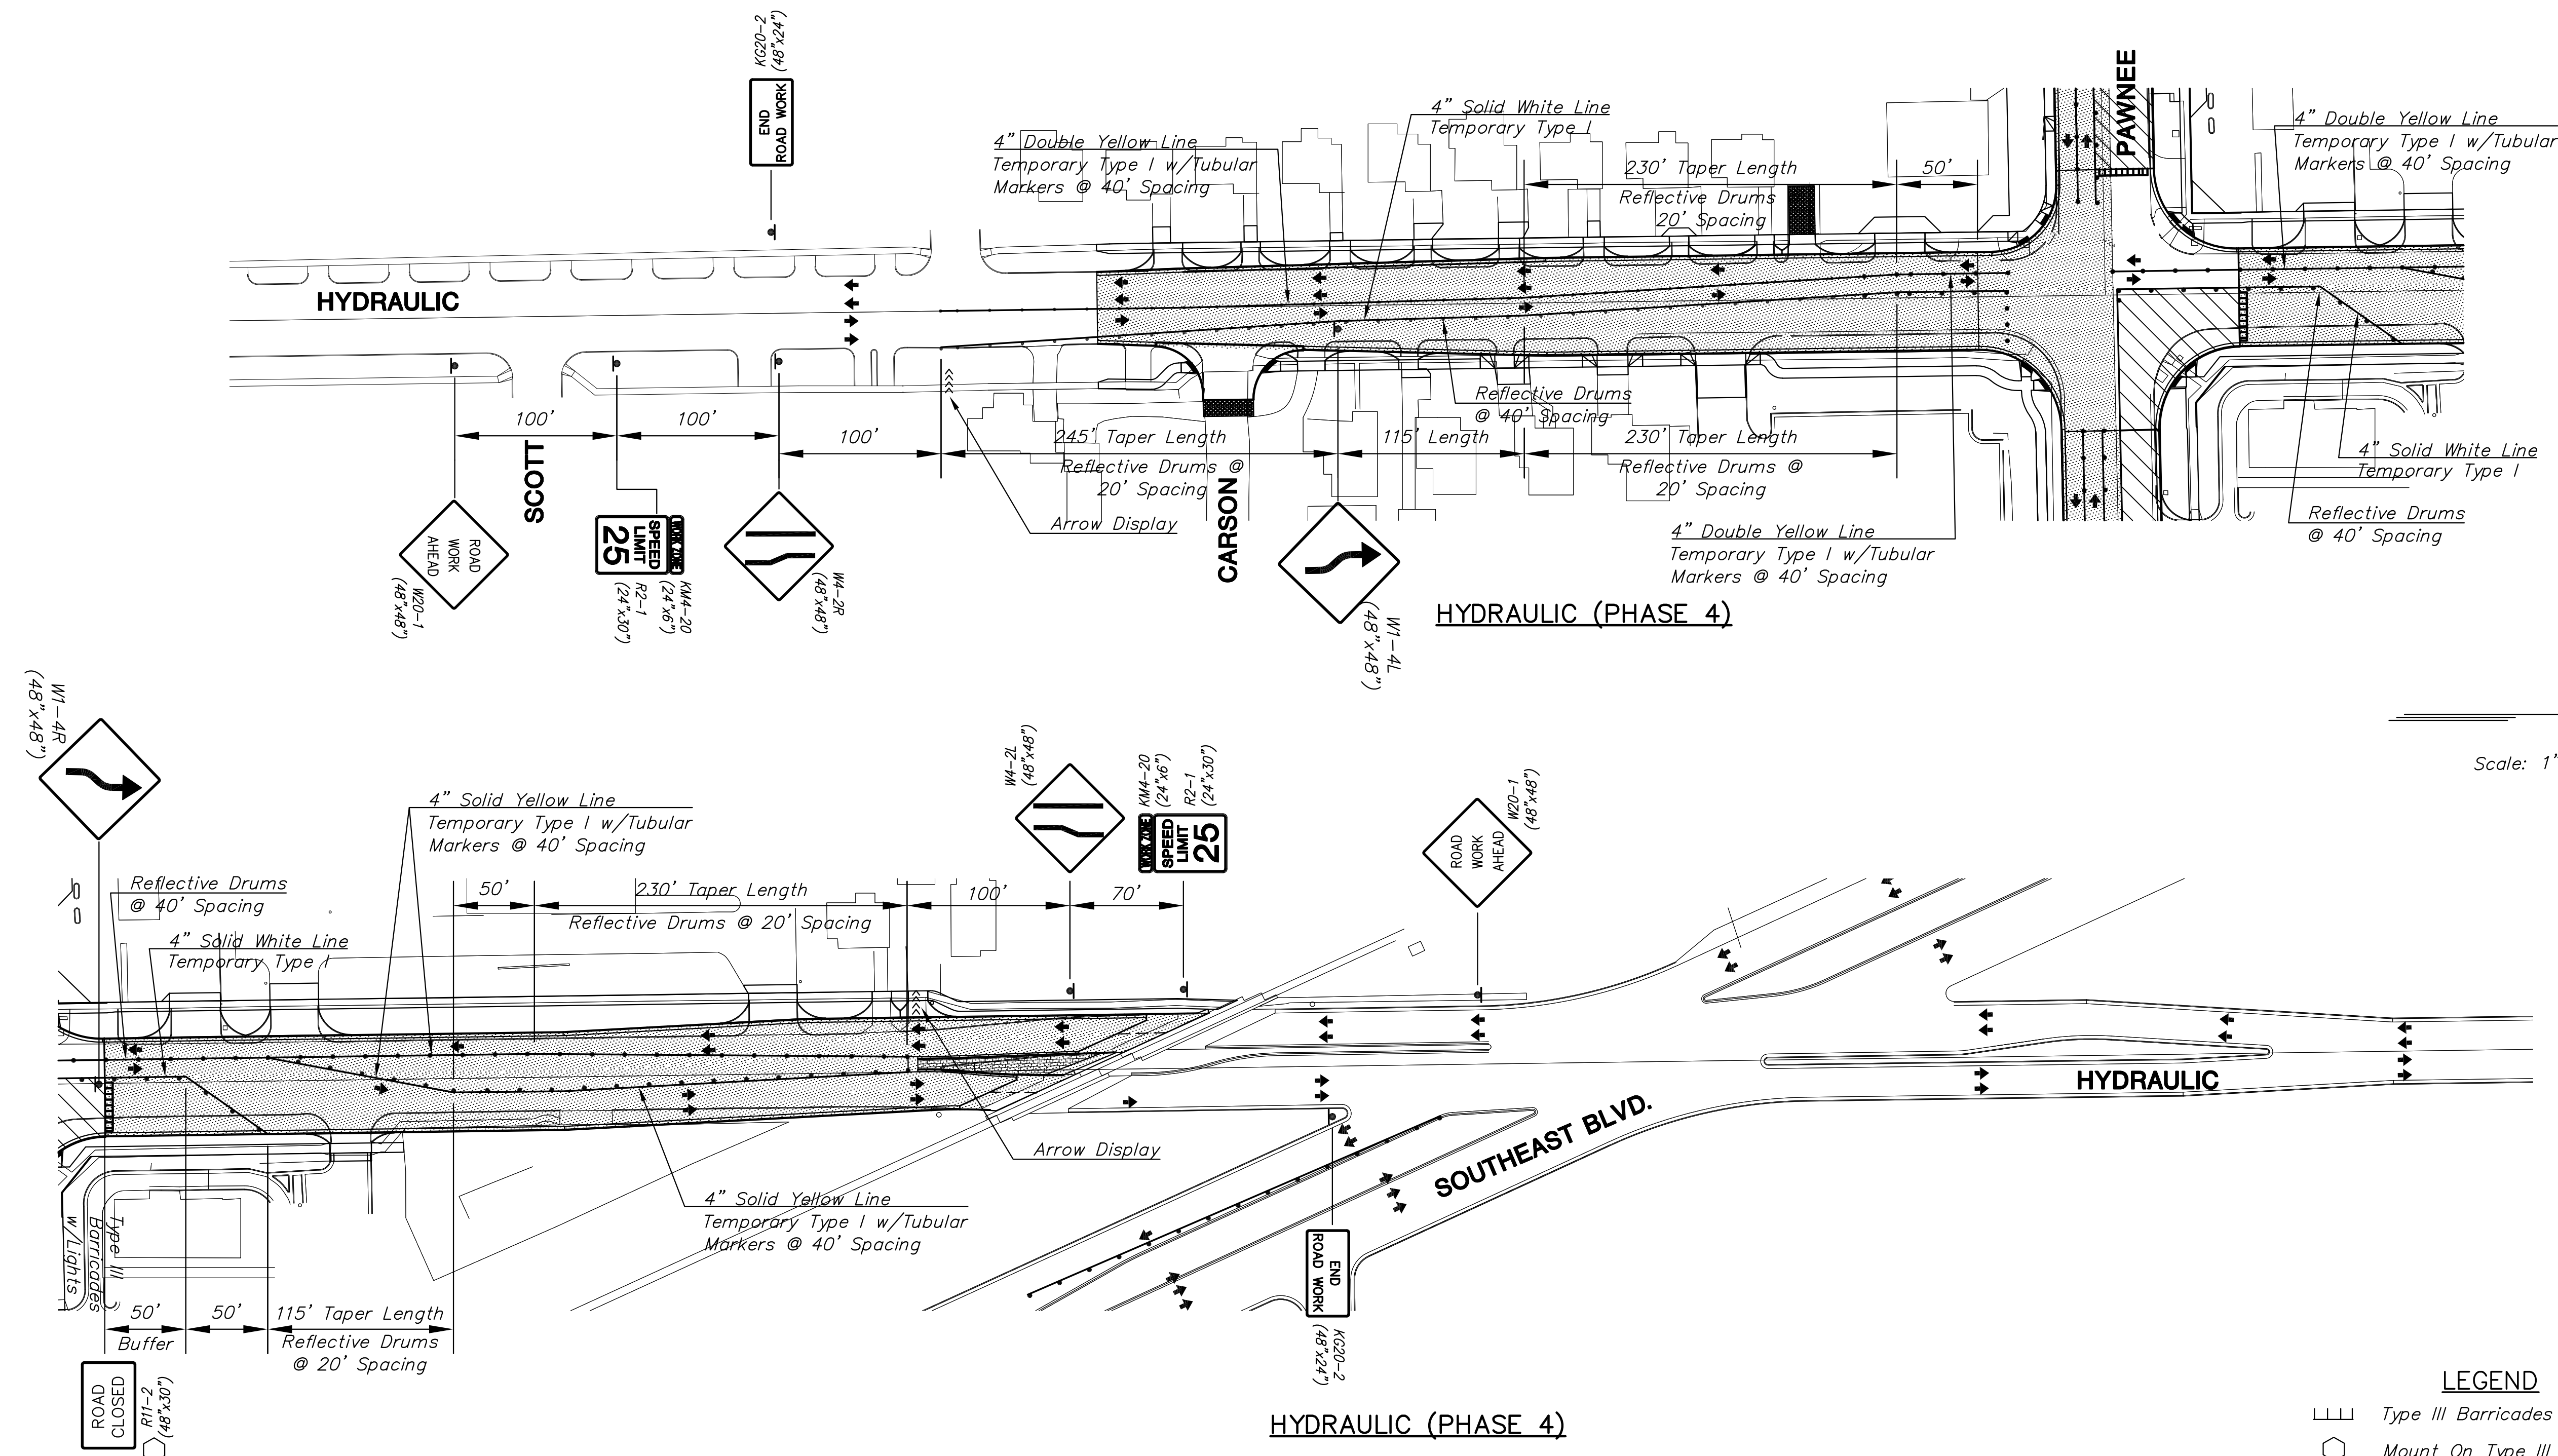 KG20-2
(48"x24")
END
ROAD WORK
4" Double Yellow Line
Temporary Type I w/Tubular
Markers @ 40' Spacing
4" Solid White Line
Temporary Type I
230' Taper Length
Reflective Drums
20' Spacing
50'
PAWNEE
4" Double Yellow Line
Temporary Type I w/Tubular
Markers @ 40' Spacing
HYDRAULIC
100'
SCOTT
100'
100'
245' Taper Length
Reflective Drums @
20' Spacing
Arrow Display
CARSON
115' Length
Reflective Drums
@ 40' Spacing
230' Taper Length
Reflective Drums @
20' Spacing
4" Double Yellow Line
Temporary Type I w/Tubular
Markers @ 40' Spacing
4" Solid White Line
Temporary Type I
Reflective Drums
@ 40' Spacing
ROAD
WORK
AHEAD
W20-1
(48"x48")
WORK ZONE
SPEED
LIMIT
25
KM4-20
(24"x6")
R2-1
(24"x30")
W4-2R
(48"x48")
W1-4L
(48"x48")
HYDRAULIC (PHASE 4)
W1-4R
(48"x48")
4" Solid Yellow Line
Temporary Type I w/Tubular
Markers @ 40' Spacing
Reflective Drums
@ 40' Spacing
4" Solid White Line
Temporary Type I
50'
230' Taper Length
Reflective Drums @ 20' Spacing
100'
70'
W4-2L
(48"x48")
KM4-20
(24"x6")
R2-1
(24"x30")
WORK ZONE
SPEED
LIMIT
25
W20-1
(48"x48")
ROAD
WORK
AHEAD
Scale: 1'
HYDRAULIC
SOUTHEAST BLVD.
Arrow Display
4" Solid Yellow Line
Temporary Type I w/Tubular
Markers @ 40' Spacing
Type III
Barricades
w/Lights
50'
Buffer
50'
115' Taper Length
Reflective Drums
@ 20' Spacing
ROAD
CLOSED
R11-2
(48"x30")
END
ROAD WORK
KG20-2
(48"x24")
HYDRAULIC (PHASE 4)
LEGEND
Type III Barricades
Mount On Type III